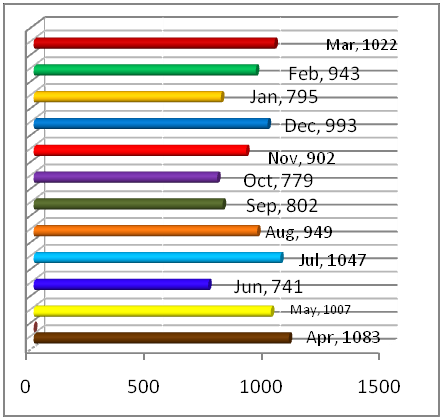 Mar, 1022
Feb, 943
Jan, 795
Dec, 993
Nov, 902
Oct, 779
Sep, 802
Aug, 949
Jul, 1047
Jun, 741
May, 1007
Apr, 1083
0 500 1000 1500